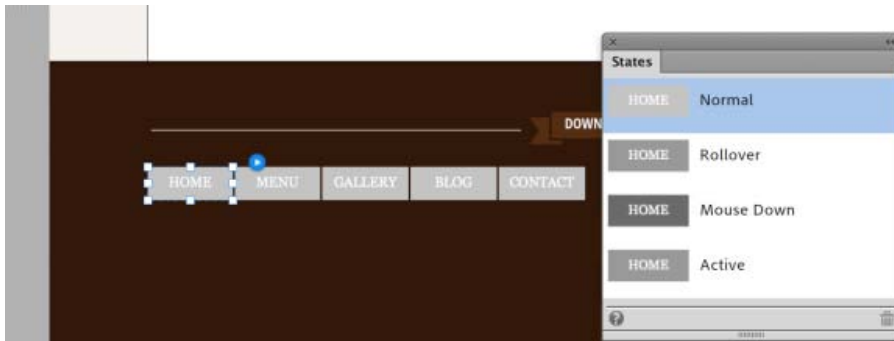 States
HOME Normal
DOWN
HOME Rollover
HOME MENU GALLERY BLOG CONTACT
HOME Mouse Down
HOME Active